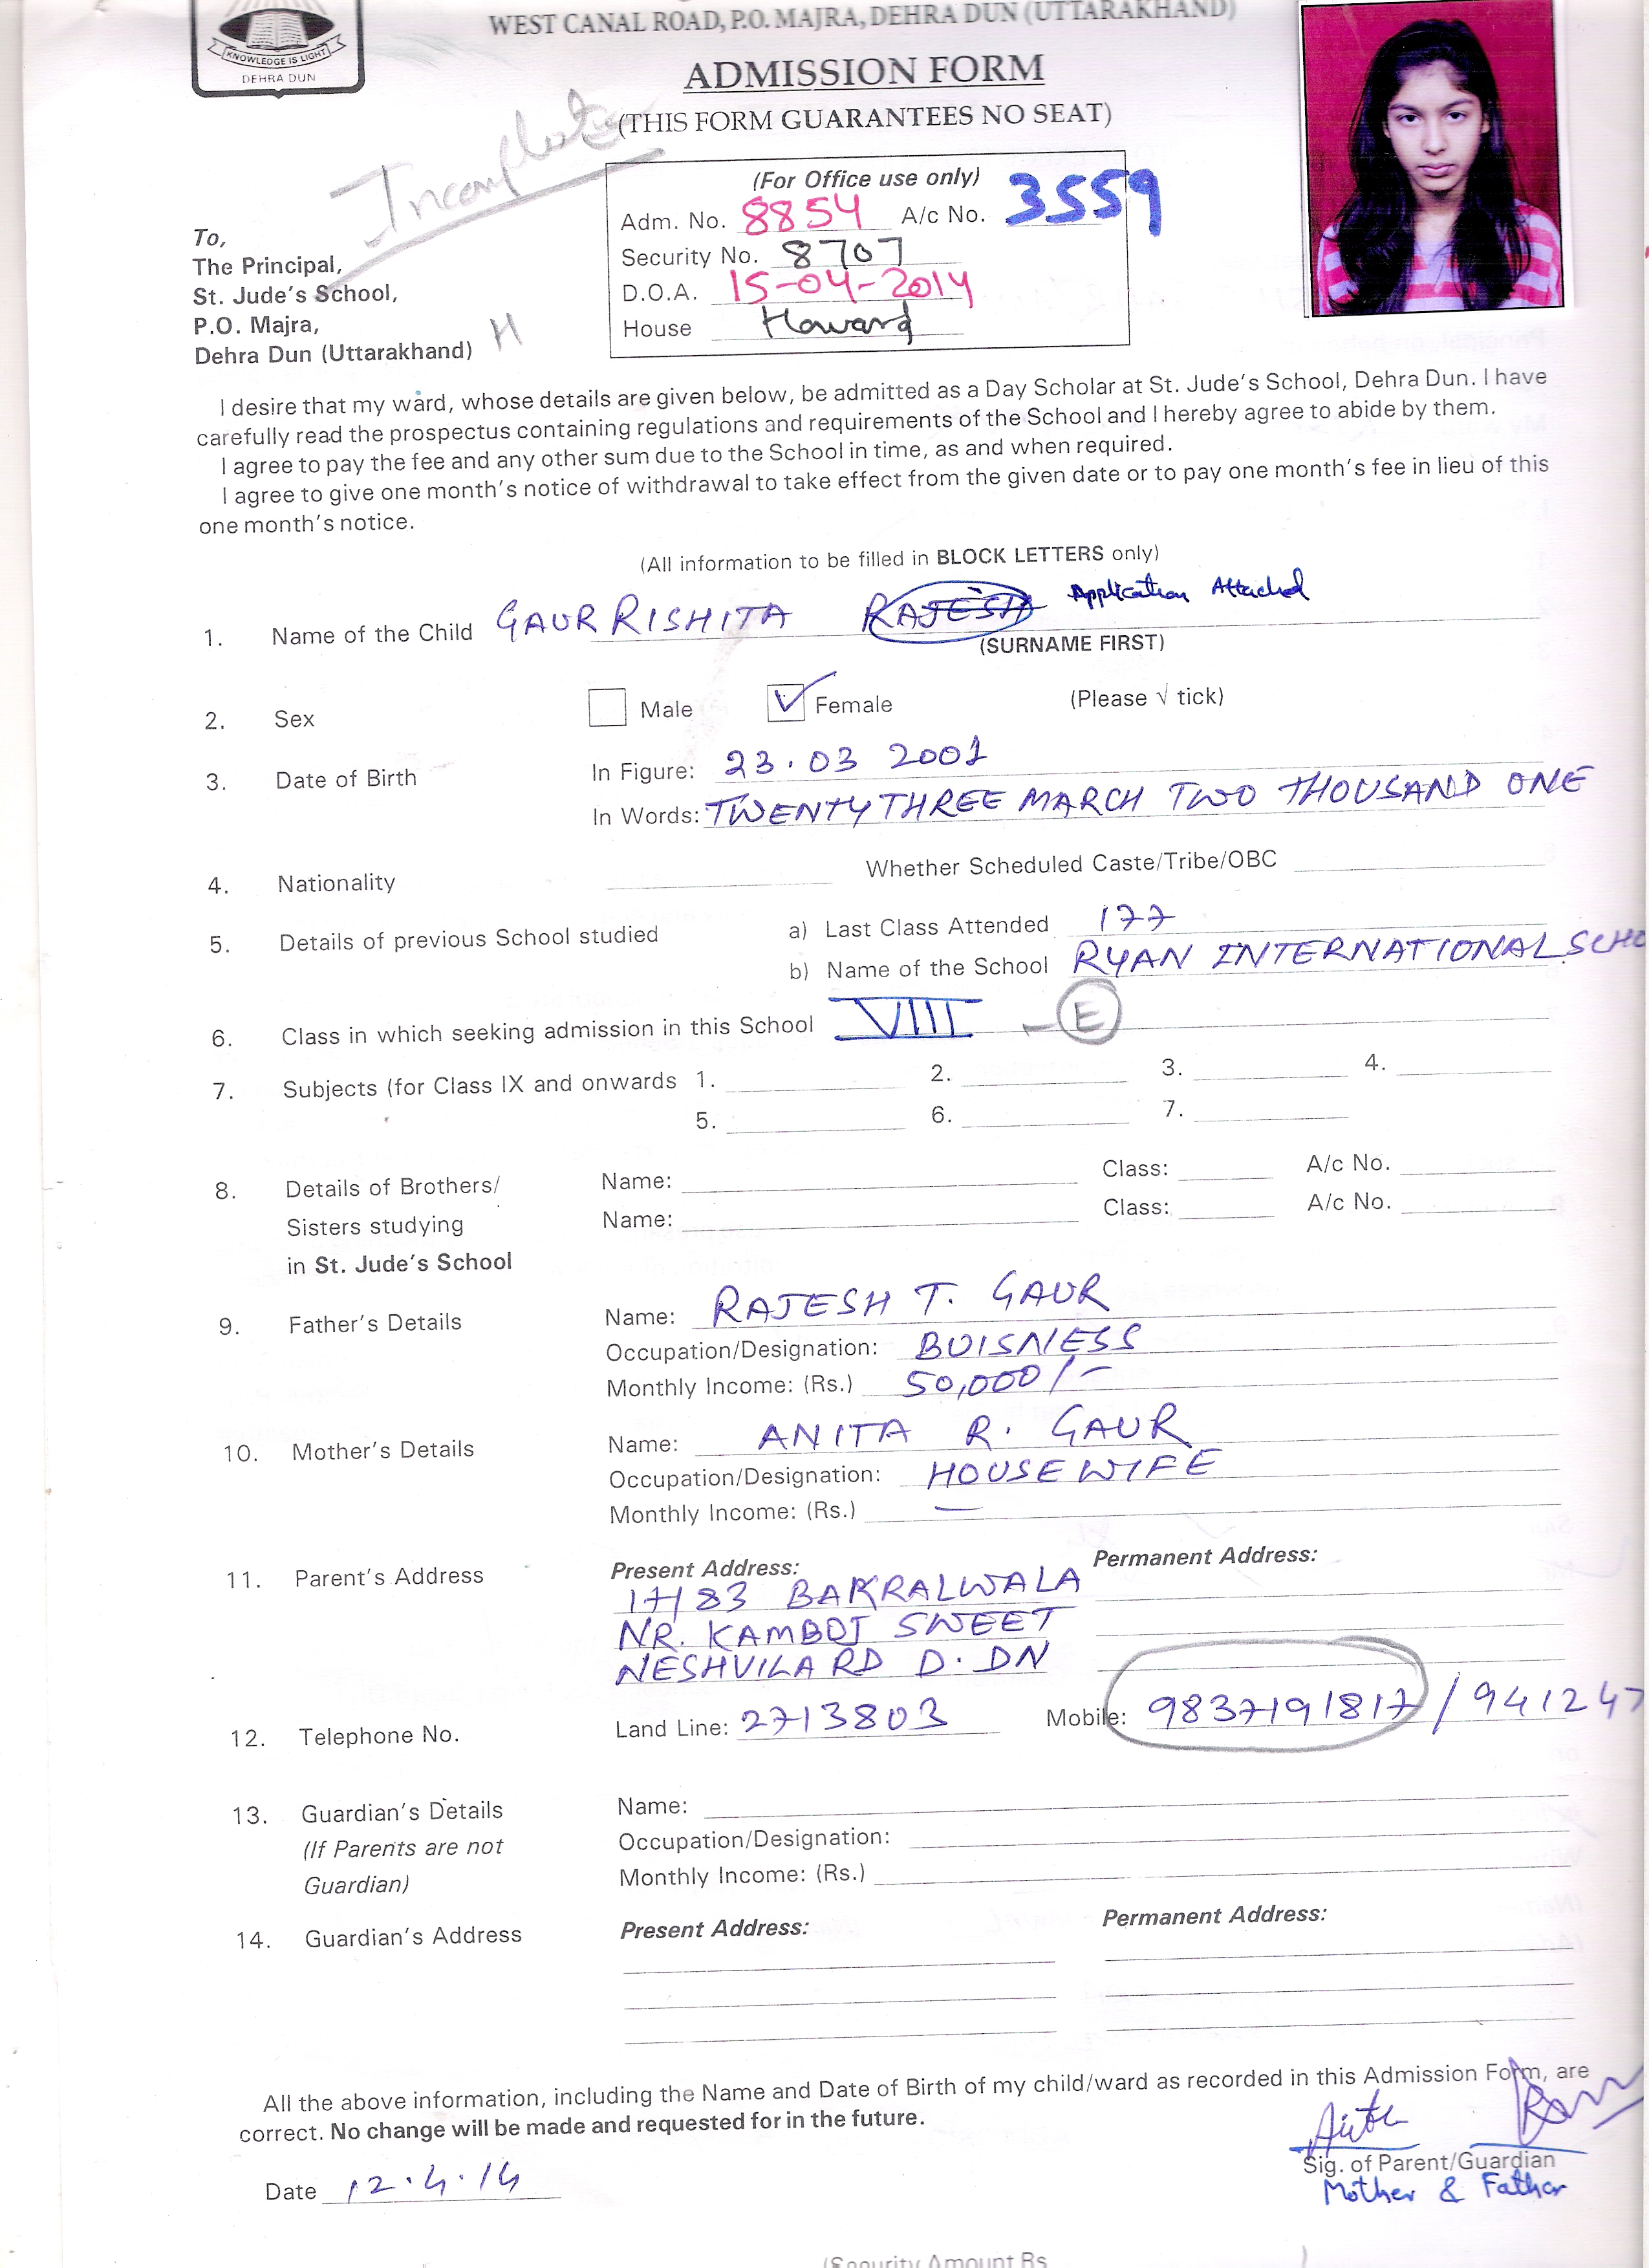 WEST CANAL ROAD, P.O. MAJRA, DEHRA DUN (UTTARAKHAND)
KNOWLEDGE IS LIGHT
DEHRA DUN
ADMISSION FORM
(THIS FORM GUARANTEES NO SEAT)
Incomplete
(For Office use only)
Adm. No. 8854 A/c No. 3559
Security No. 8707
D.O.A. 15-04-2014
House Howard
To,
The Principal,
St. Jude's School,
P.O. Majra,
Dehra Dun (Uttarakhand) H
I desire that my ward, whose details are given below, be admitted as a Day Scholar at St. Jude's School, Dehra Dun. I have
carefully read the prospectus containing regulations and requirements of the School and I hereby agree to abide by them.
I agree to pay the fee and any other sum due to the School in time, as and when required.
I agree to give one month's notice of withdrawal to take effect from the given date or to pay one month's fee in lieu of this
one month's notice.
(All information to be filled in BLOCK LETTERS only)
1. Name of the Child GAUR RISHITA RAJESH Application Attached
(SURNAME FIRST)
2. Sex Male Female (Please √ tick)
3. Date of Birth In Figure: 23.03 2001
In Words: TWENTY THREE MARCH TWO THOUSAND ONE
4. Nationality Whether Scheduled Caste/Tribe/OBC
5. Details of previous School studied a) Last Class Attended 177
b) Name of the School RYAN INTERNATIONAL SCHO
6. Class in which seeking admission in this School VIII - E
7. Subjects (for Class IX and onwards 1. 2. 3. 4.
5. 6. 7.
8. Details of Brothers/ Name: Class: A/c No.
Sisters studying Name: Class: A/c No.
in St. Jude's School
9. Father's Details Name: RAJESH T. GAUR
Occupation/Designation: BUISNESS
Monthly Income: (Rs.) 50,000/-
10. Mother's Details Name: ANITA R. GAUR
Occupation/Designation: HOUSE WIFE
Monthly Income: (Rs.) —
11. Parent's Address Present Address: Permanent Address:
17/83 BAKRALWALA
NR. KAMBOJ SWEET
NESHVILA RD D.DN
12. Telephone No. Land Line: 2713803 Mobile: 9837191817 / 941247
13. Guardian's Details Name:
(If Parents are not Occupation/Designation:
Guardian) Monthly Income: (Rs.)
14. Guardian's Address Present Address: Permanent Address:
All the above information, including the Name and Date of Birth of my child/ward as recorded in this Admission Form, are
correct. No change will be made and requested for in the future.
Sig. of Parent/Guardian
Date 12.4.14 Mother & Father
(Security Amount Rs